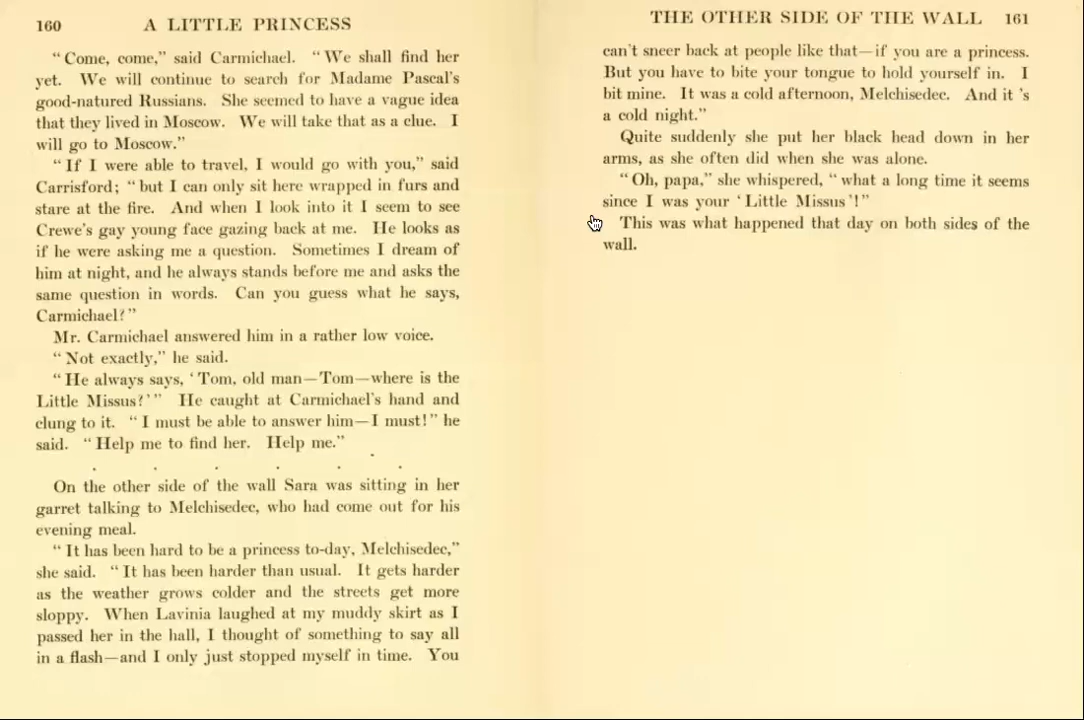 160 A LITTLE PRINCESS
“Come, come,” said Carmichael. “We shall find her
yet. We will continue to search for Madame Pascal’s
good-natured Russians. She seemed to have a vague idea
that they lived in Moscow. We will take that as a clue. I
will go to Moscow.”
“If I were able to travel, I would go with you,” said
Carrisford; “but I can only sit here wrapped in furs and
stare at the fire. And when I look into it I seem to see
Crewe’s gay young face gazing back at me. He looks as
if he were asking me a question. Sometimes I dream of
him at night, and he always stands before me and asks the
same question in words. Can you guess what he says,
Carmichael?”
Mr. Carmichael answered him in a rather low voice.
“Not exactly,” he said.
“He always says, ‘Tom, old man—Tom—where is the
Little Missus?’” He caught at Carmichael’s hand and
clung to it. “I must be able to answer him—I must!” he
said. “Help me to find her. Help me.”
. . . . . .
On the other side of the wall Sara was sitting in her
garret talking to Melchisedec, who had come out for his
evening meal.
“It has been hard to be a princess to-day, Melchisedec,”
she said. “It has been harder than usual. It gets harder
as the weather grows colder and the streets get more
sloppy. When Lavinia laughed at my muddy skirt as I
passed her in the hall, I thought of something to say all
in a flash—and I only just stopped myself in time. You
THE OTHER SIDE OF THE WALL 161
can’t sneer back at people like that—if you are a princess.
But you have to bite your tongue to hold yourself in. I
bit mine. It was a cold afternoon, Melchisedec. And it ’s
a cold night.”
Quite suddenly she put her black head down in her
arms, as she often did when she was alone.
“Oh, papa,” she whispered, “what a long time it seems
since I was your ‘Little Missus’!”
This was what happened that day on both sides of the
wall.